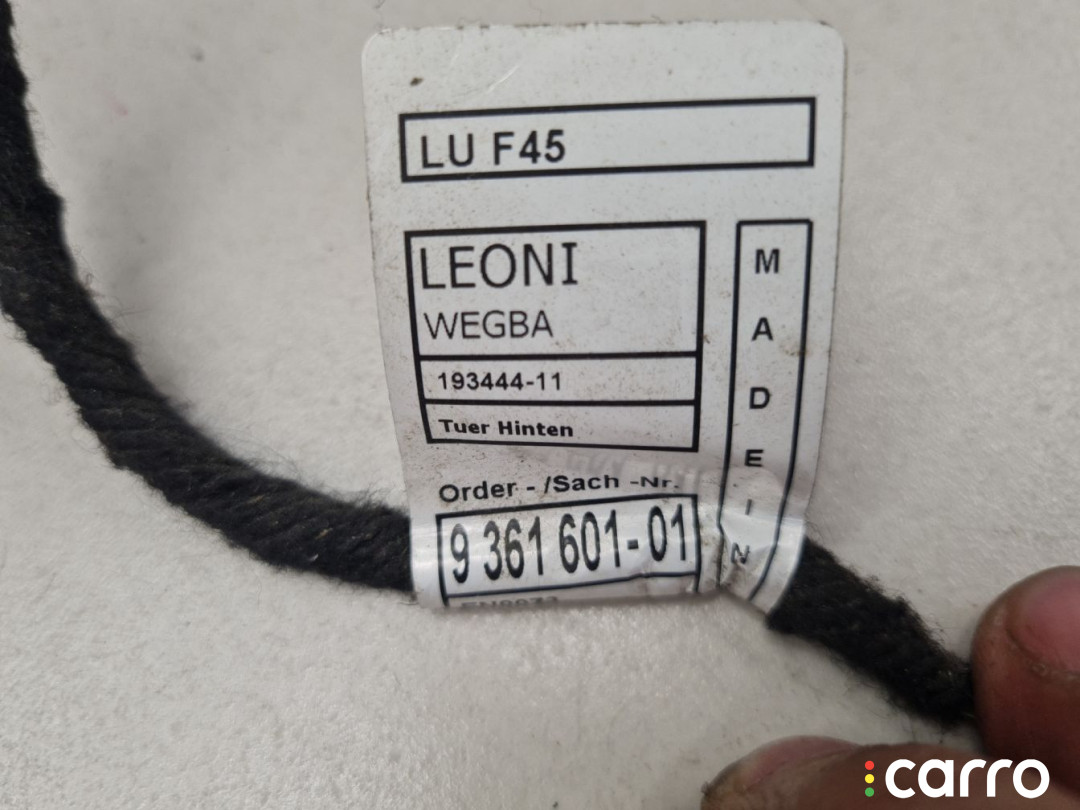 LU F45
LEONI
WEGBA
193444-11
Tuer Hinten
Order - /Sach -Nr.
9 361 601-01
MADE IN
carro